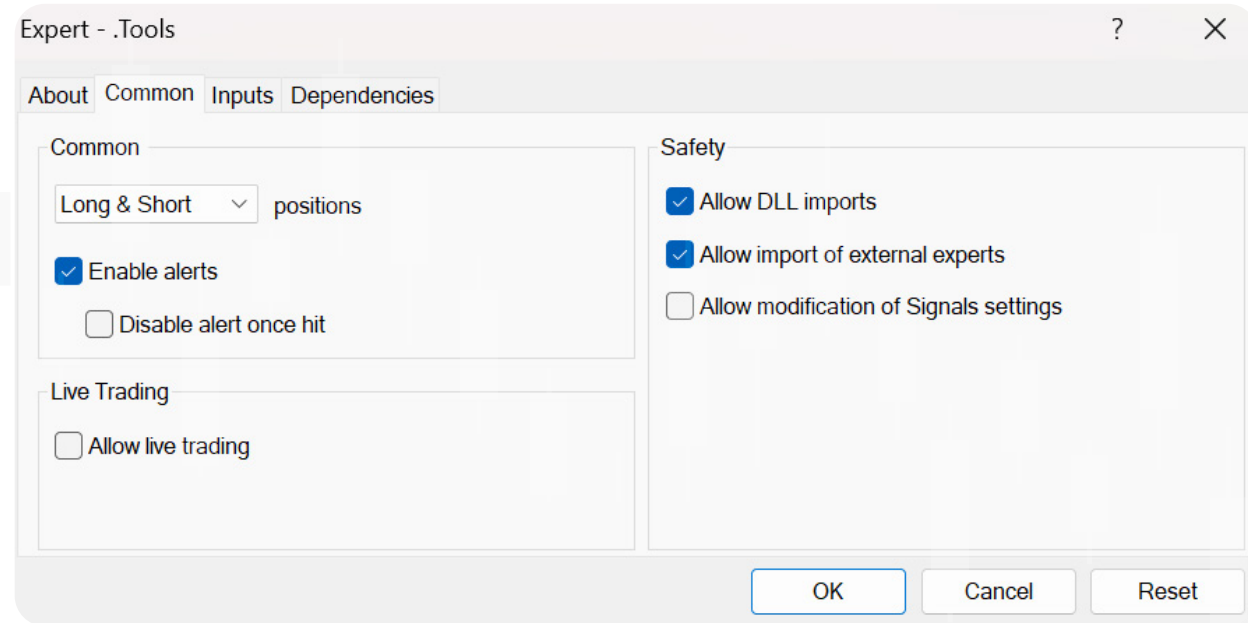 Expert - .Tools
?
About Common Inputs Dependencies
Common
Long & Short positions
Enable alerts
Disable alert once hit
Live Trading
Allow live trading
Safety
Allow DLL imports
Allow import of external experts
Allow modification of Signals settings
OK Cancel Reset